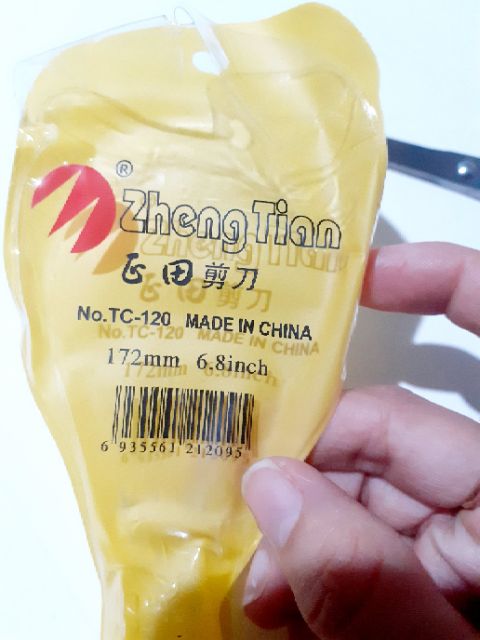 ®
ZhengTian
正田 剪刀
No.TC-120 MADE IN CHINA
172mm 6.8inch
6 935561 212095